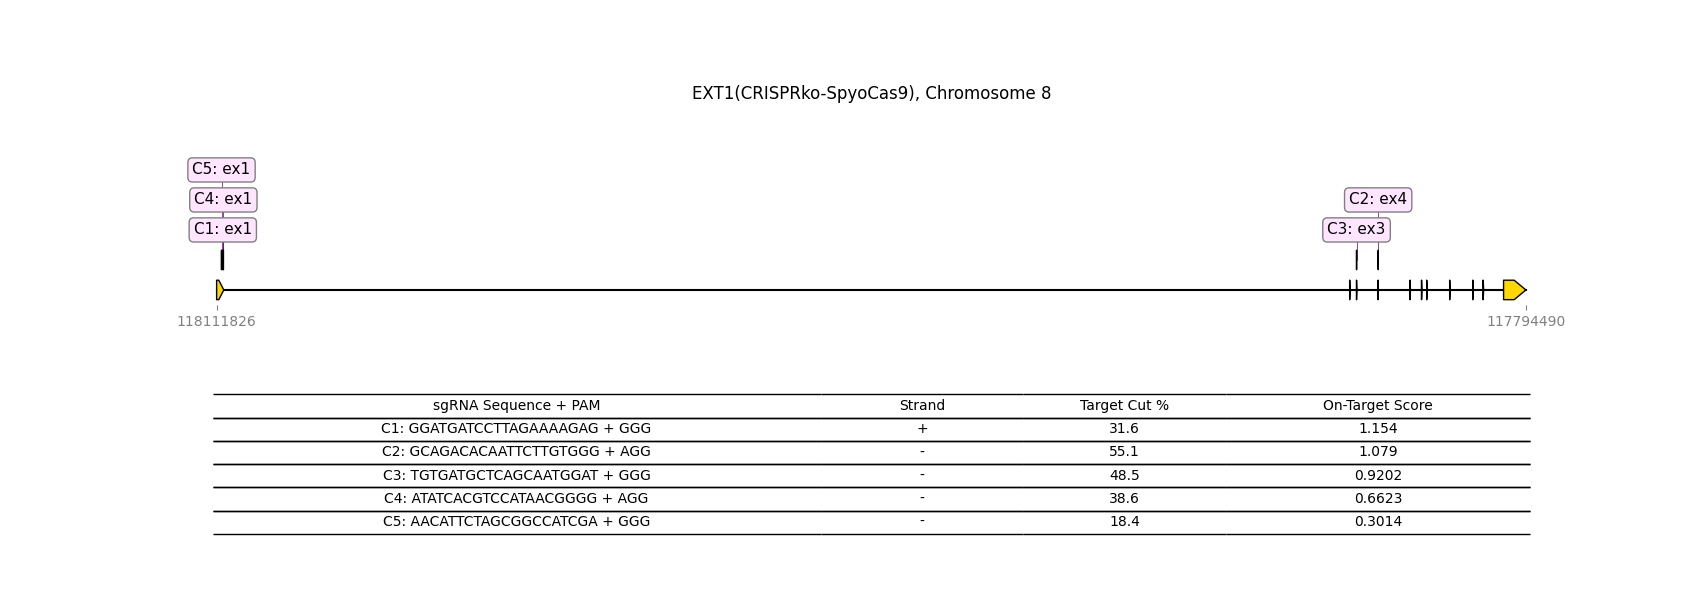 EXT1(CRISPRko-SpyoCas9), Chromosome 8
C5: ex1
C4: ex1
C2: ex4
C1: ex1
C3: ex3
118111826
117794490
sgRNA Sequence + PAM Strand Target Cut % On-Target Score
C1: GGATGATCCTTAGAAAAGAG + GGG + 31.6 1.154
C2: GCAGACACAATTCTTGTGGG + AGG - 55.1 1.079
C3: TGTGATGCTCAGCAATGGAT + GGG - 48.5 0.9202
C4: ATATCACGTCCATAACGGGG + AGG - 38.6 0.6623
C5: AACATTCTAGCGGCCATCGA + GGG - 18.4 0.3014